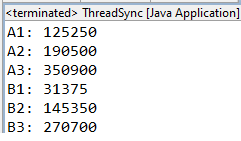 <terminated> ThreadSync [Java Application]
A1: 125250
A2: 190500
A3: 350900
B1: 31375
B2: 145350
B3: 270700